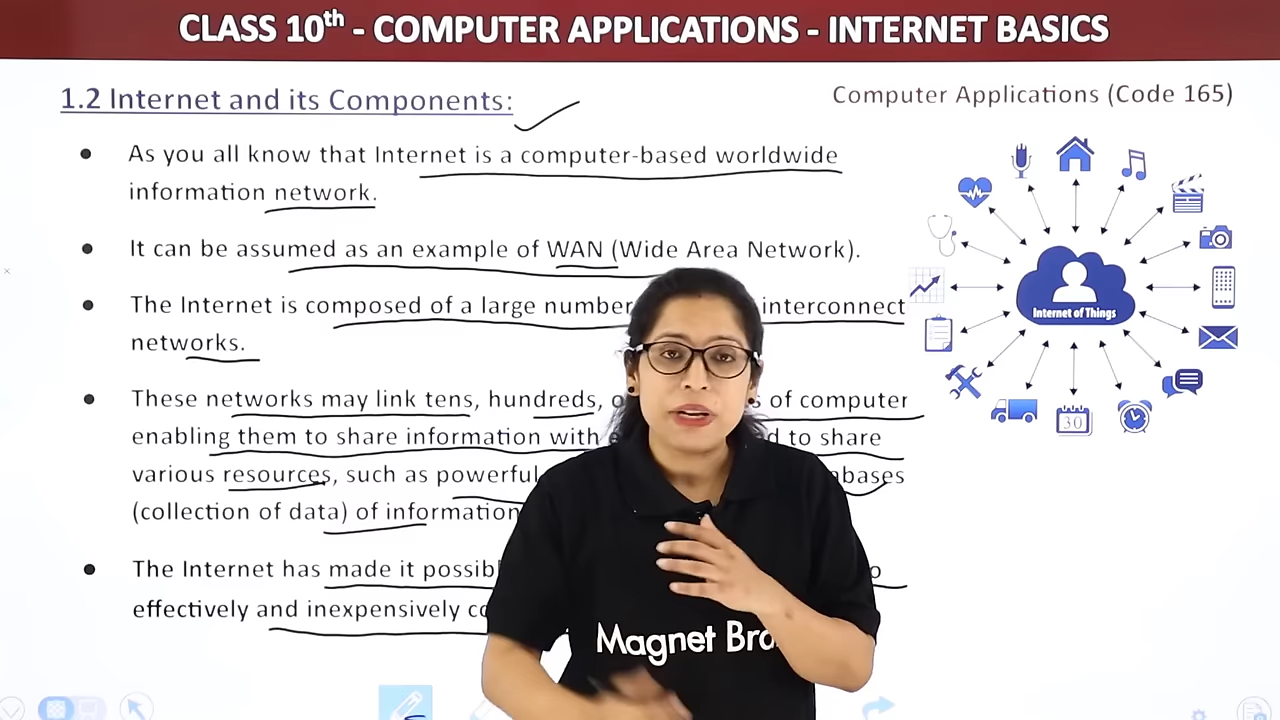 CLASS 10th - COMPUTER APPLICATIONS - INTERNET BASICS
1.2 Internet and its Components:
Computer Applications (Code 165)
As you all know that Internet is a computer-based worldwide
information network.
It can be assumed as an example of WAN (Wide Area Network).
The Internet is composed of a large number interconnect
networks.
These networks may link tens, hundreds, of computer
enabling them to share information with to share
various resources, such as powerful
(collection of data) of information
The Internet has made it
effectively and inexpensively
Internet of Things
30
Magnet